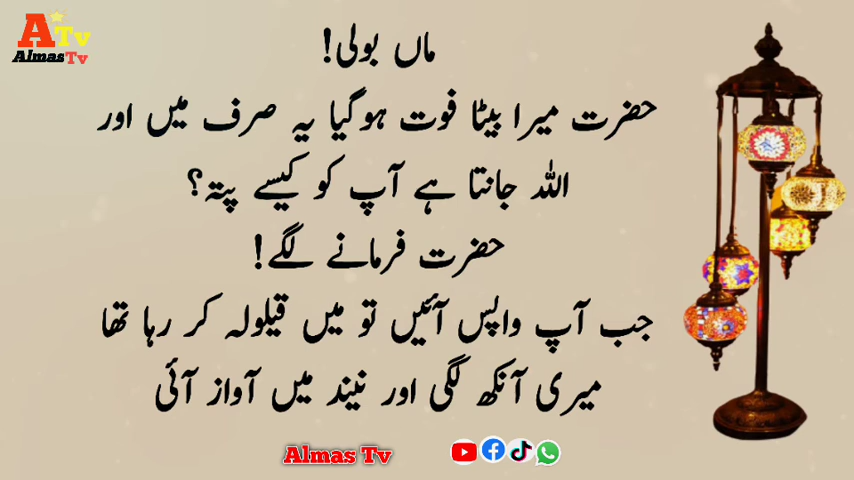 A Tv
Almas Tv
ماں بولی!
حضرت میرا بیٹا فوت ہوگیا یہ صرف میں اور
اللہ جانتا ہے آپ کو کیسے پتہ؟
حضرت فرمانے لگے!
جب آپ واپس آئیں تو میں قیلولہ کر رہا تھا
میری آنکھ لگی اور نیند میں آواز آئی
Almas Tv